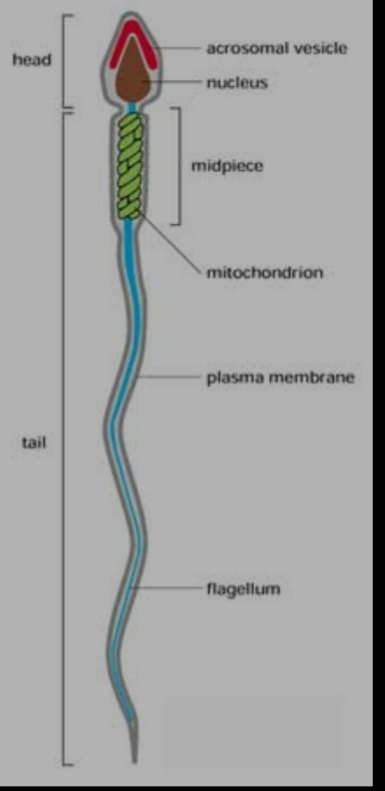 head
acrosomal vesicle
nucleus
midpiece
mitochondrion
plasma membrane
tail
flagellum